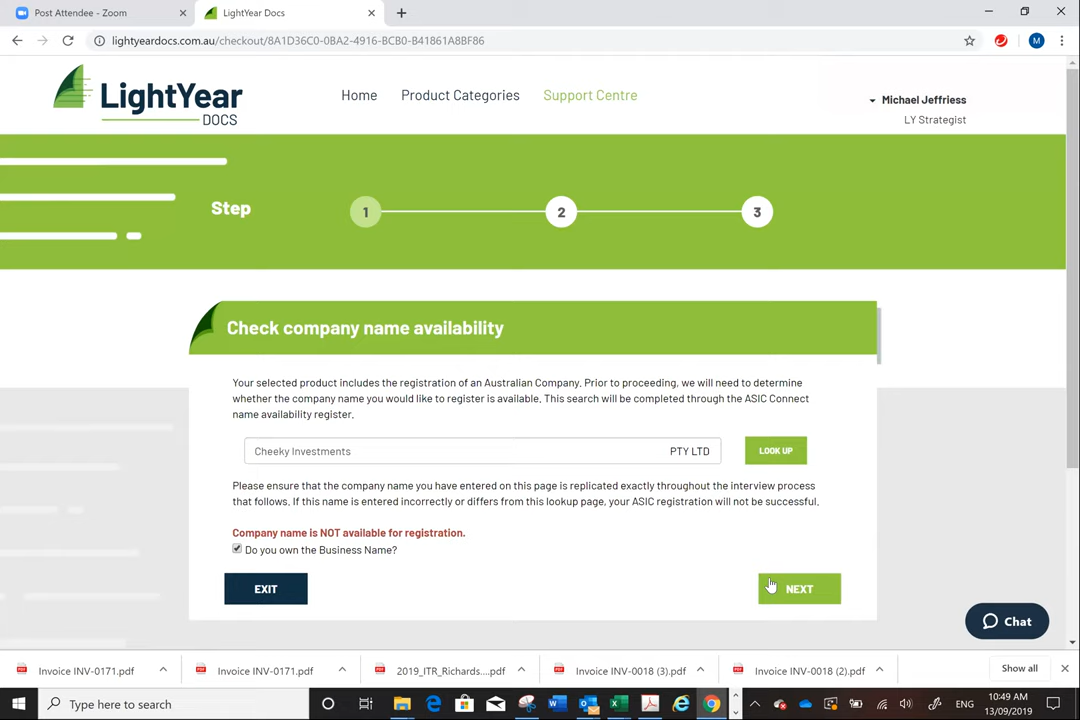 Post Attendee - Zoom
LightYear Docs
lightyeardocs.com.au/checkout/8A1D36C0-0BA2-4916-BCB0-B41861A8BF86
M
LightYear
DOCS
Home
Product Categories
Support Centre
Michael Jeffriess
LY Strategist
Step
1
2
3
Check company name availability
Your selected product includes the registration of an Australian Company. Prior to proceeding, we will need to determine
whether the company name you would like to register is available. This search will be completed through the ASIC Connect
name availability register.
Cheeky Investments
PTY LTD
LOOK UP
Please ensure that the company name you have entered on this page is replicated exactly throughout the interview process
that follows. If this name is entered incorrectly or differs from this lookup page, your ASIC registration will not be successful.
Company name is NOT available for registration.
Do you own the Business Name?
EXIT
NEXT
Chat
Invoice INV-0171.pdf
Invoice INV-0171.pdf
2019_ITR_Richards....pdf
Invoice INV-0018 (3).pdf
Invoice INV-0018 (2).pdf
Show all
Type here to search
ENG
10:49 AM
13/09/2019